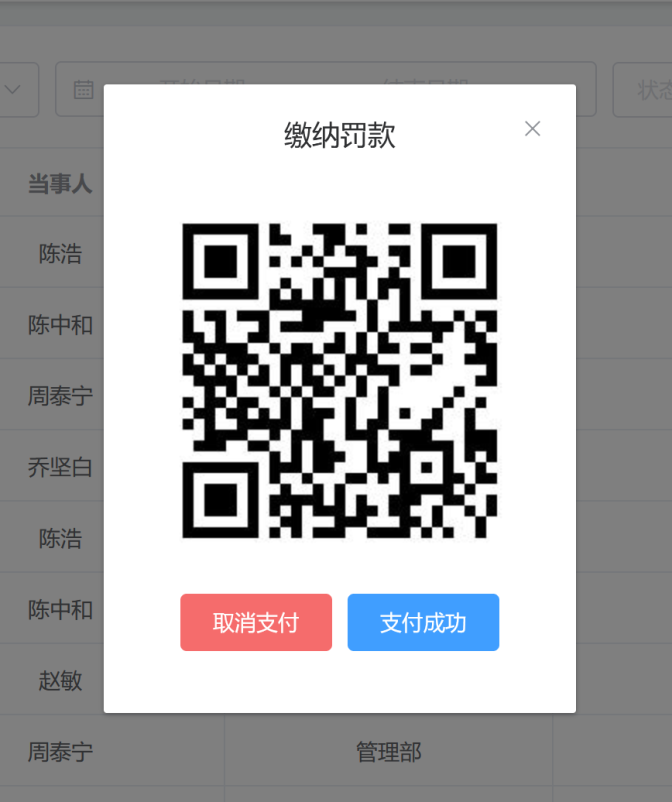 缴纳罚款
当事人
陈浩
陈中和
周泰宁
乔坚白
陈浩
陈中和
赵敏
取消支付 支付成功
周泰宁 管理部